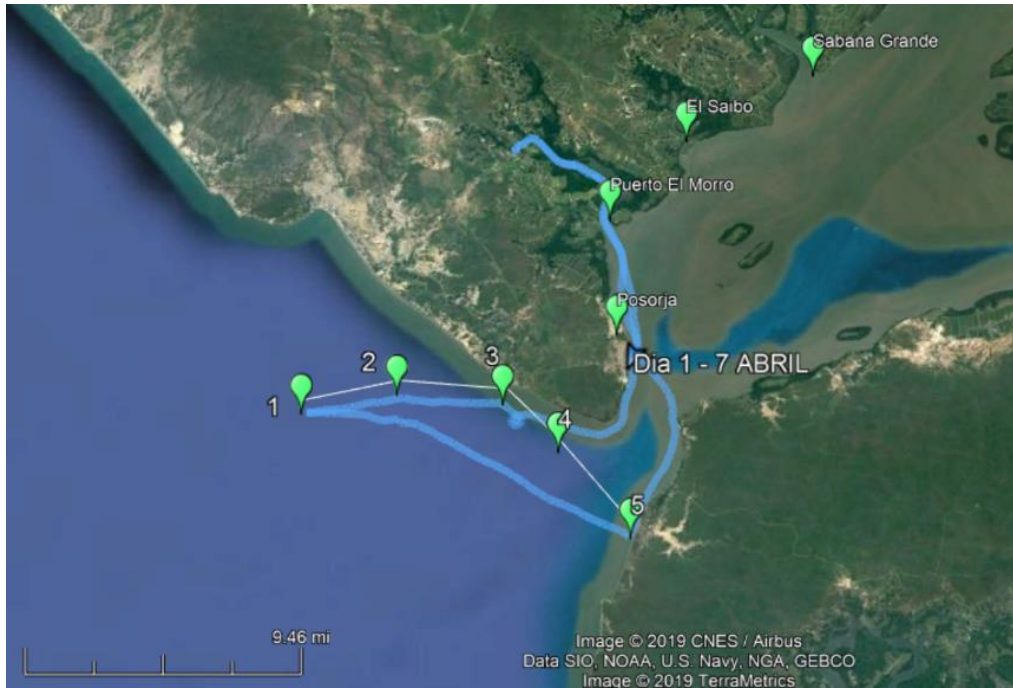 Sabana Grande
El Saibo
Puerto El Morro
Posorja
Dia 1 - 7 ABRIL
2
3
1
4
5
9.46 mi
Image © 2019 CNES / Airbus
Data SIO, NOAA, U.S. Navy, NGA, GEBCO
Image © 2019 TerraMetrics